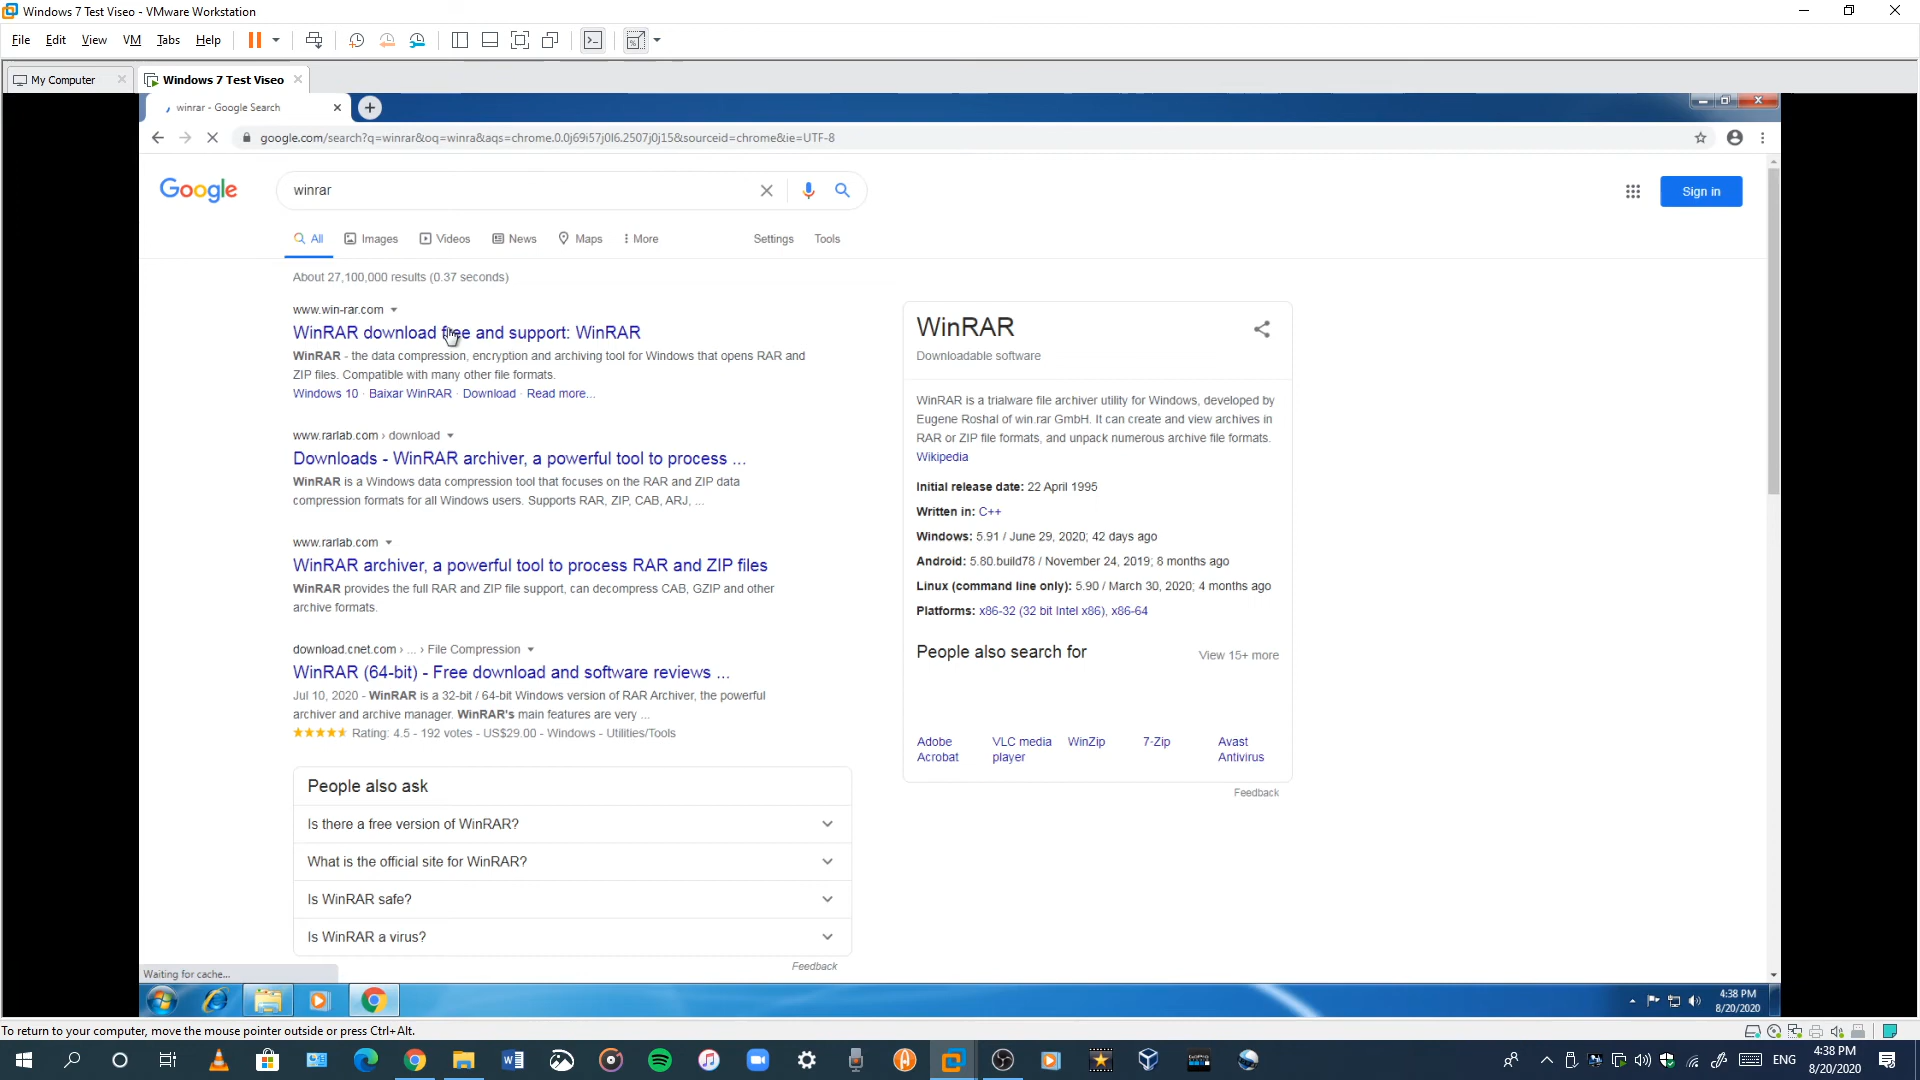 Windows 7 Test Viseo - VMware Workstation
File Edit View VM Tabs Help
My Computer
Windows 7 Test Viseo
winrar - Google Search
google.com/search?q=winrar&oq=winra&aqs=chrome.0.0j69i57j0l6.2507j0j15&sourceid=chrome&ie=UTF-8
Google
winrar
Sign in
All Images Videos News Maps More Settings Tools
About 27,100,000 results (0.37 seconds)
www.win-rar.com
WinRAR download free and support: WinRAR
WinRAR - the data compression, encryption and archiving tool for Windows that opens RAR and
ZIP files. Compatible with many other file formats.
Windows 10 · Baixar WinRAR · Download · Read more...
www.rarlab.com › download
Downloads - WinRAR archiver, a powerful tool to process ...
WinRAR is a Windows data compression tool that focuses on the RAR and ZIP data
compression formats for all Windows users. Supports RAR, ZIP, CAB, ARJ, ...
www.rarlab.com
WinRAR archiver, a powerful tool to process RAR and ZIP files
WinRAR provides the full RAR and ZIP file support, can decompress CAB, GZIP and other
archive formats.
download.cnet.com › ... › File Compression
WinRAR (64-bit) - Free download and software reviews ...
Jul 10, 2020 - WinRAR is a 32-bit / 64-bit Windows version of RAR Archiver, the powerful
archiver and archive manager. WinRAR's main features are very ...
Rating: 4.5 - 192 votes - US$29.00 - Windows - Utilities/Tools
People also ask
Is there a free version of WinRAR?
What is the official site for WinRAR?
Is WinRAR safe?
Is WinRAR a virus?
Feedback
WinRAR
Downloadable software
WinRAR is a trialware file archiver utility for Windows, developed by
Eugene Roshal of win.rar GmbH. It can create and view archives in
RAR or ZIP file formats, and unpack numerous archive file formats.
Wikipedia
Initial release date: 22 April 1995
Written in: C++
Windows: 5.91 / June 29, 2020; 42 days ago
Android: 5.80.build78 / November 24, 2019; 8 months ago
Linux (command line only): 5.90 / March 30, 2020; 4 months ago
Platforms: x86-32 (32 bit Intel x86), x86-64
People also search for
View 15+ more
Adobe Acrobat
VLC media player
WinZip
7-Zip
Avast Antivirus
Feedback
Waiting for cache...
4:38 PM
8/20/2020
To return to your computer, move the mouse pointer outside or press Ctrl+Alt.
ENG
4:38 PM
8/20/2020